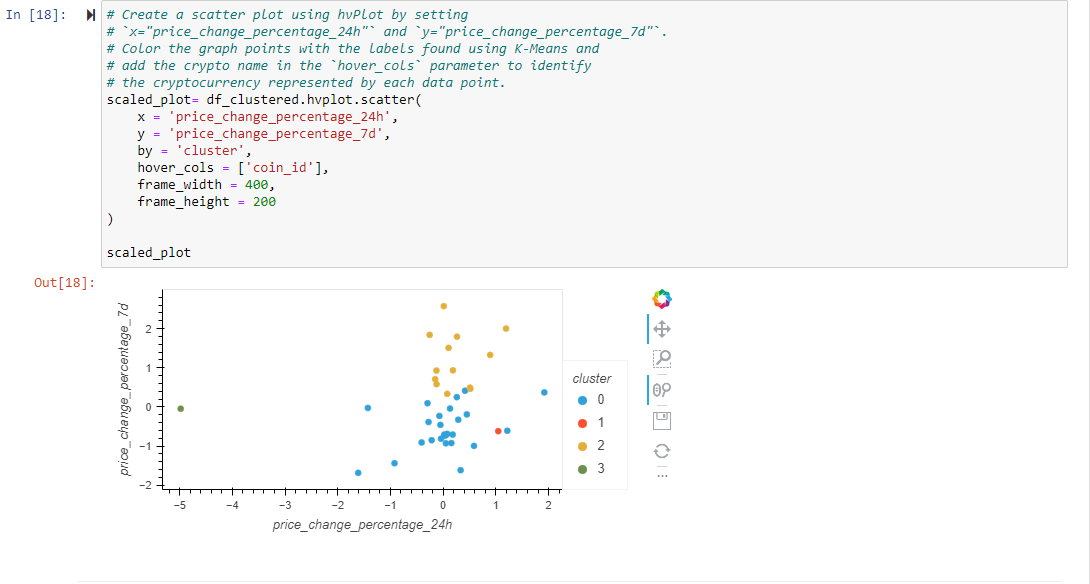 In [18]:
# Create a scatter plot using hvPlot by setting
# `x="price_change_percentage_24h"` and `y="price_change_percentage_7d"`.
# Color the graph points with the labels found using K-Means and
# add the crypto name in the `hover_cols` parameter to identify
# the cryptocurrency represented by each data point.
scaled_plot= df_clustered.hvplot.scatter(
    x = 'price_change_percentage_24h',
    y = 'price_change_percentage_7d',
    by = 'cluster',
    hover_cols = ['coin_id'],
    frame_width = 400,
    frame_height = 200
)
scaled_plot
Out[18]:
price_change_percentage_7d
2
1
0
−1
−2
−5 −4 −3 −2 −1 0 1 2
price_change_percentage_24h
cluster
0
1
2
3